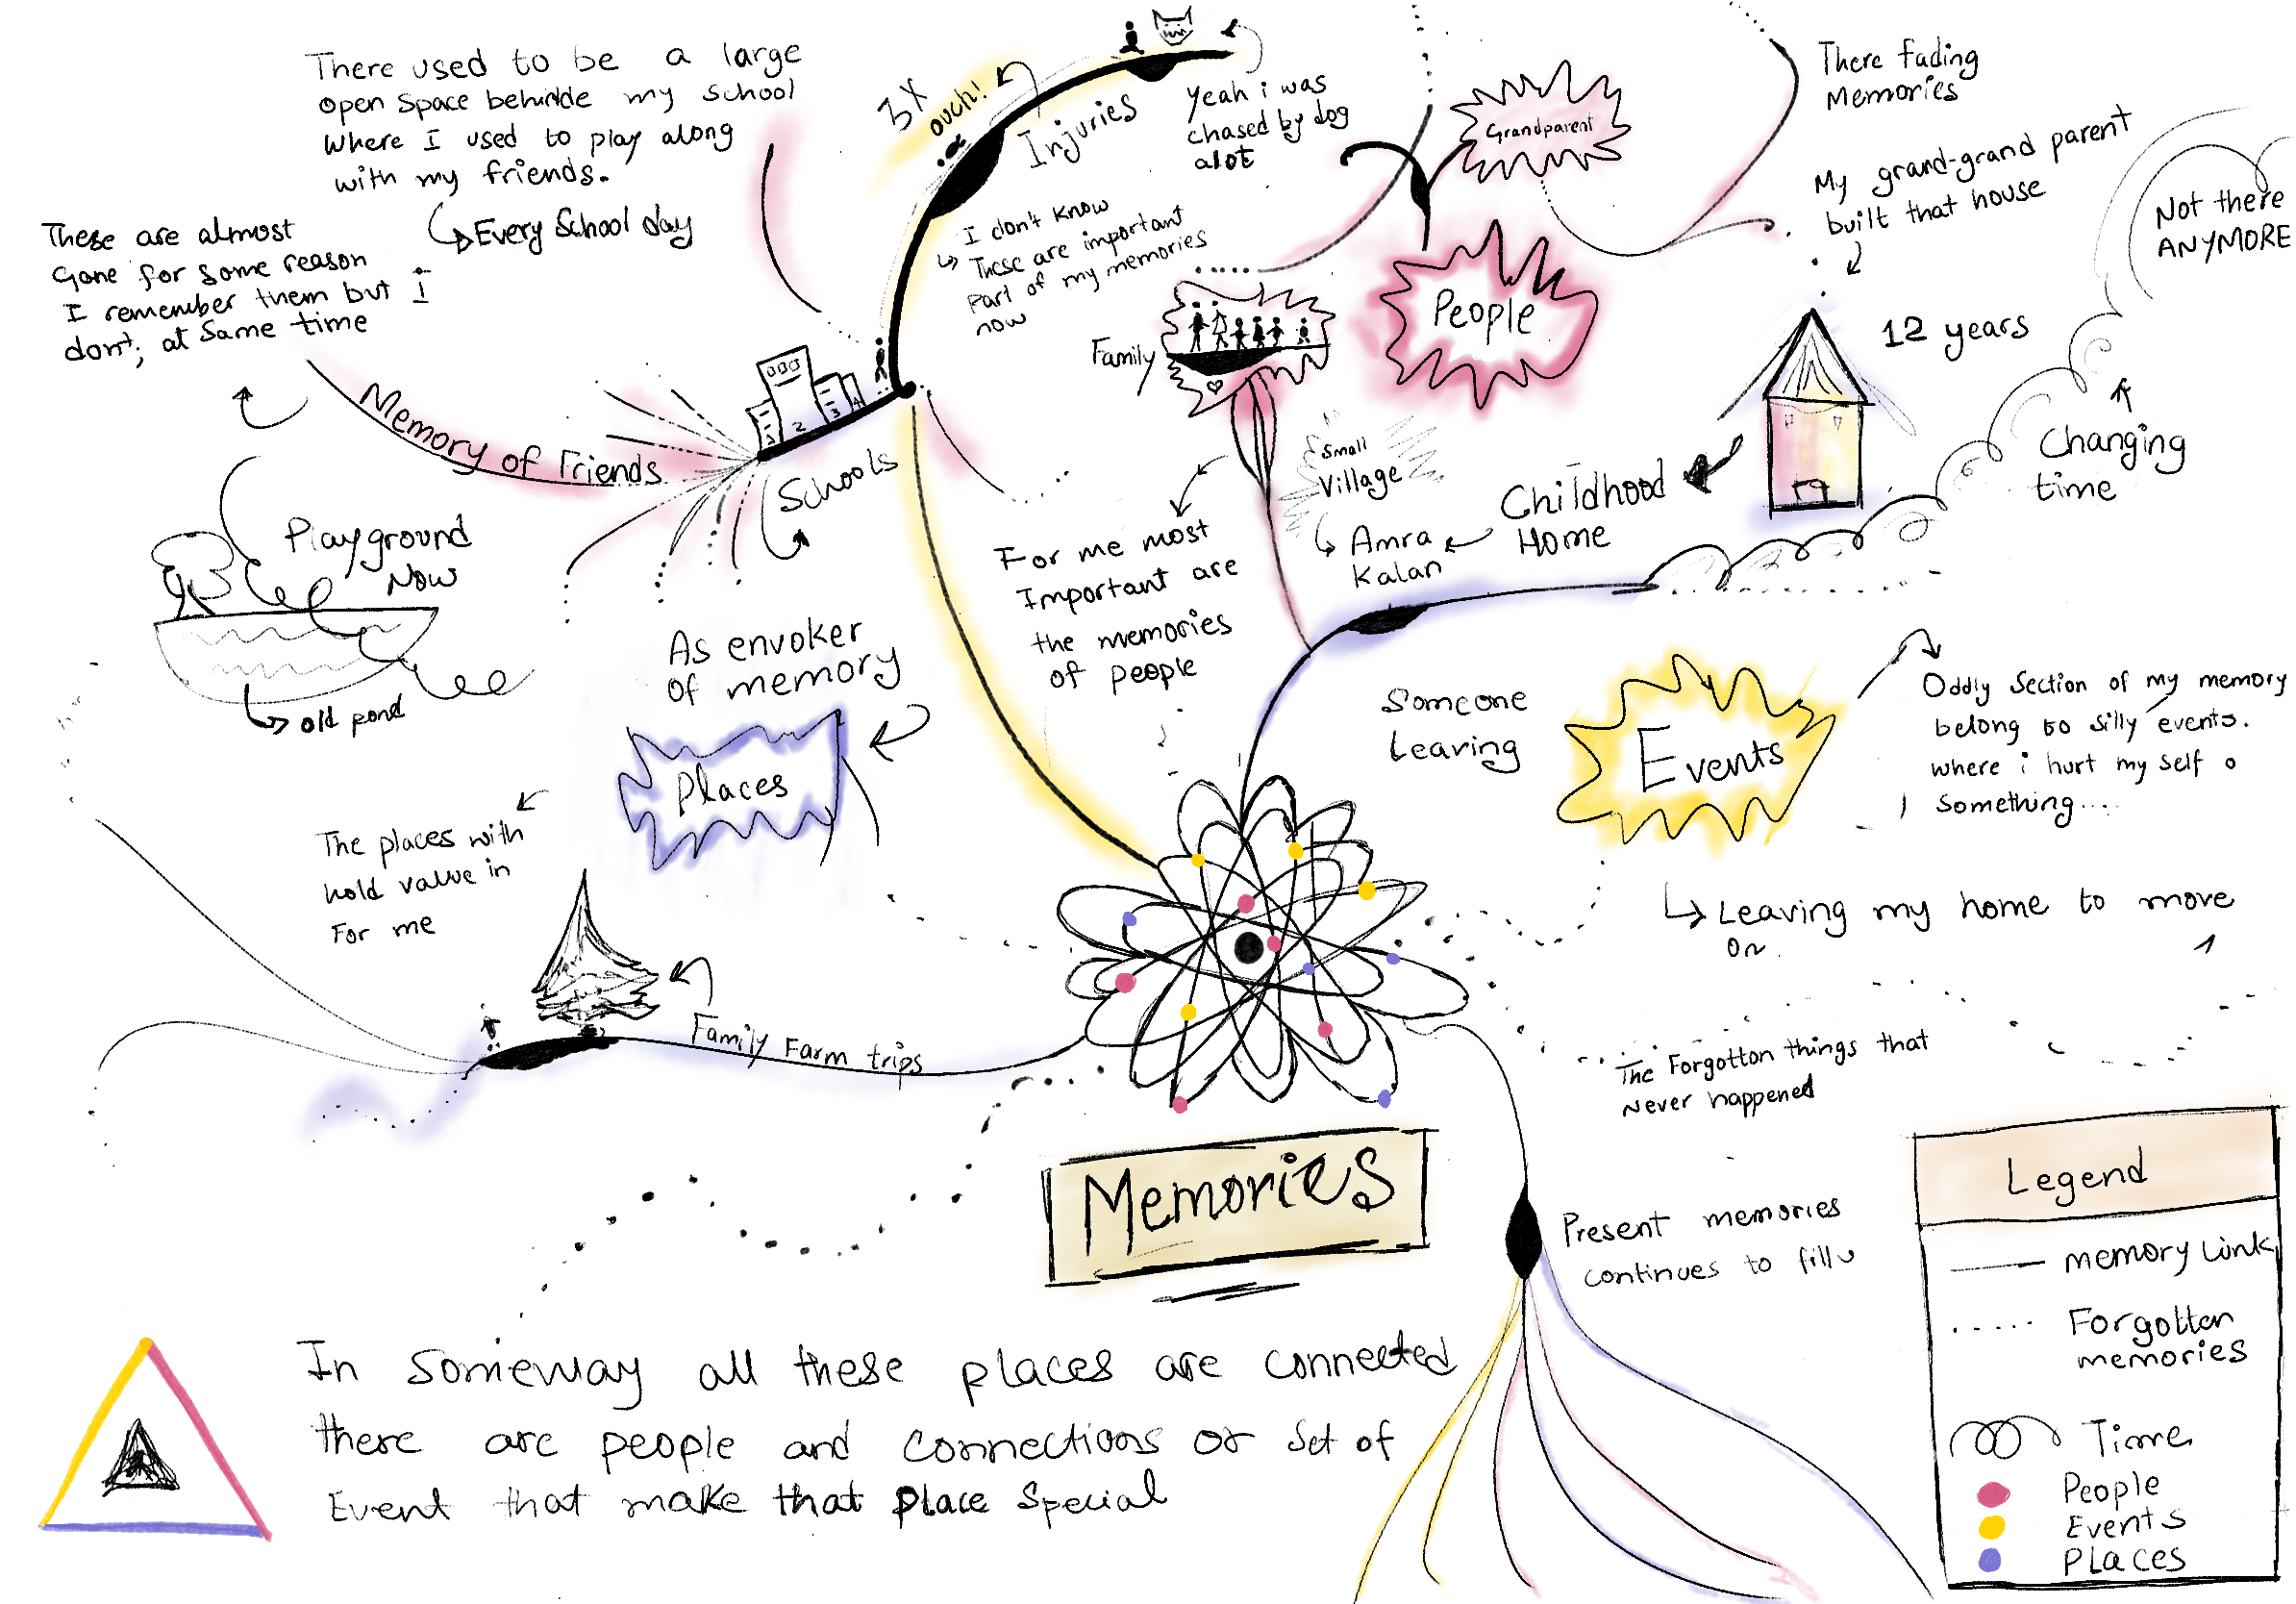 There used to be a large
open space behinde my school
where I used to play along
with my friends.
Every School day
These are almost
Gone for some reason
I remember them but i
don't, at same time
Memory of Friends
3X
ouch!
Injuries
Yeah i was
chased by dog
alot
I don't know
These are important
part of my memories
now
Grandparent
There fading
Memories
My grand-grand parent
built that house
Not there
ANYMORE
People
Family
12 years
Changing
time
1
2
3
4
Schools
Small
Village
Childhood
Home
Amra
Kalan
Playground
Now
old pond
For me most
Important are
the memories
of people
As envoker
of memory
Places
The places with
hold value in
For me
Someone
Leaving
Events
Oddly section of my memory
belong to silly events.
where i hurt my self o
something....
Leaving my home to move
on
Family Farm trips
The Forgotton things that
Never happened
Memories
Present memories
continues to fill
Legend
memory Link
Forgotten
memories
Time
People
Events
Places
In Someway all these places are connected
there are people and connections or set of
Event that make that place special